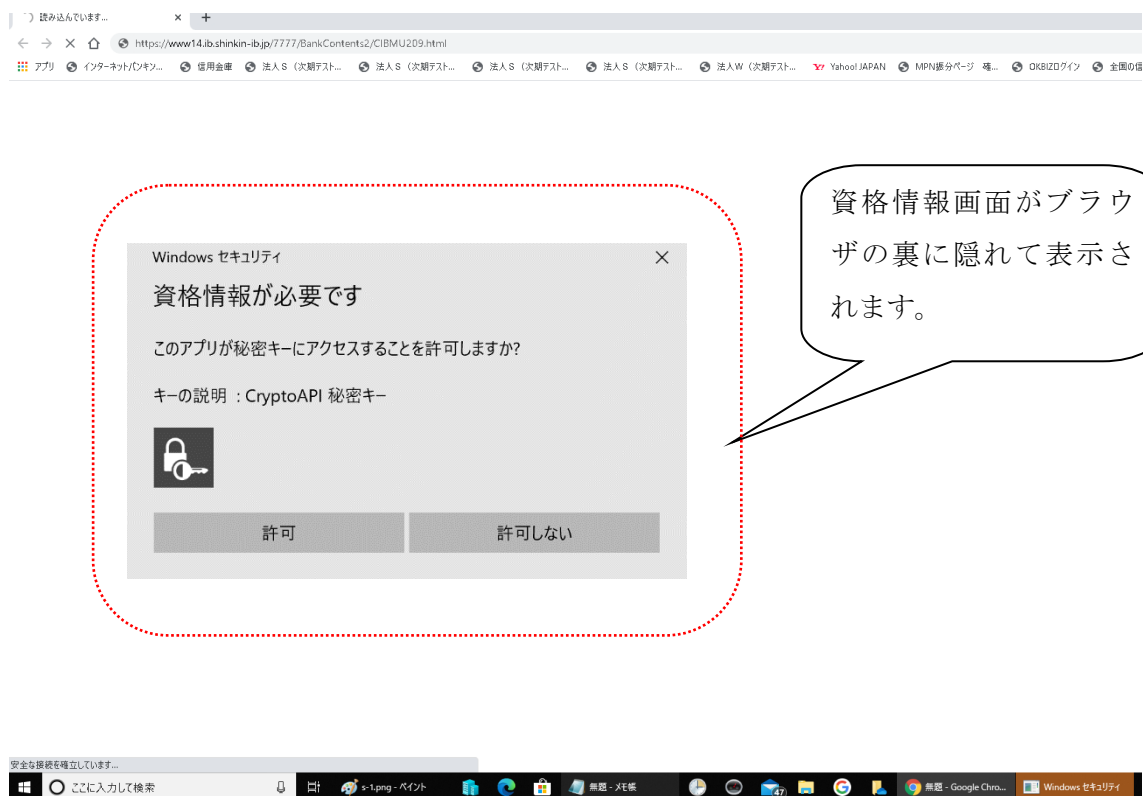 読み込んでいます... × +
https://www14.ib.shinkin-ib.jp/7777/BankContents2/CIBMU209.html
アプリ インターネットバンキン... 信用金庫 法人S（次期テスト... 法人S（次期テスト... 法人S（次期テスト... 法人S（次期テスト... 法人W（次期テスト... Yahoo! JAPAN MPN振分ページ 確... OKBIZログイン 全国の信
資格情報画面がブラウ
ザの裏に隠れて表示さ
れます。
Windows セキュリティ ×
資格情報が必要です
このアプリが秘密キーにアクセスすることを許可しますか?
キーの説明 : CryptoAPI 秘密キー
許可 許可しない
安全な接続を確立しています...
ここに入力して検索 s-1.png - ペイント 無題 - メモ帳 47 無題 - Google Chro... Windows セキュリティ